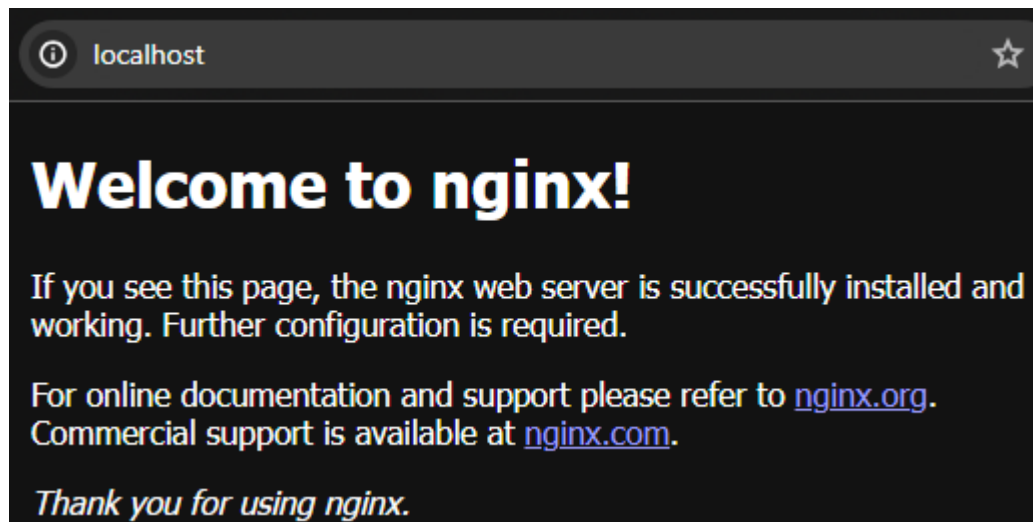 localhost
Welcome to nginx!
If you see this page, the nginx web server is successfully installed and
working. Further configuration is required.
For online documentation and support please refer to nginx.org.
Commercial support is available at nginx.com.
Thank you for using nginx.